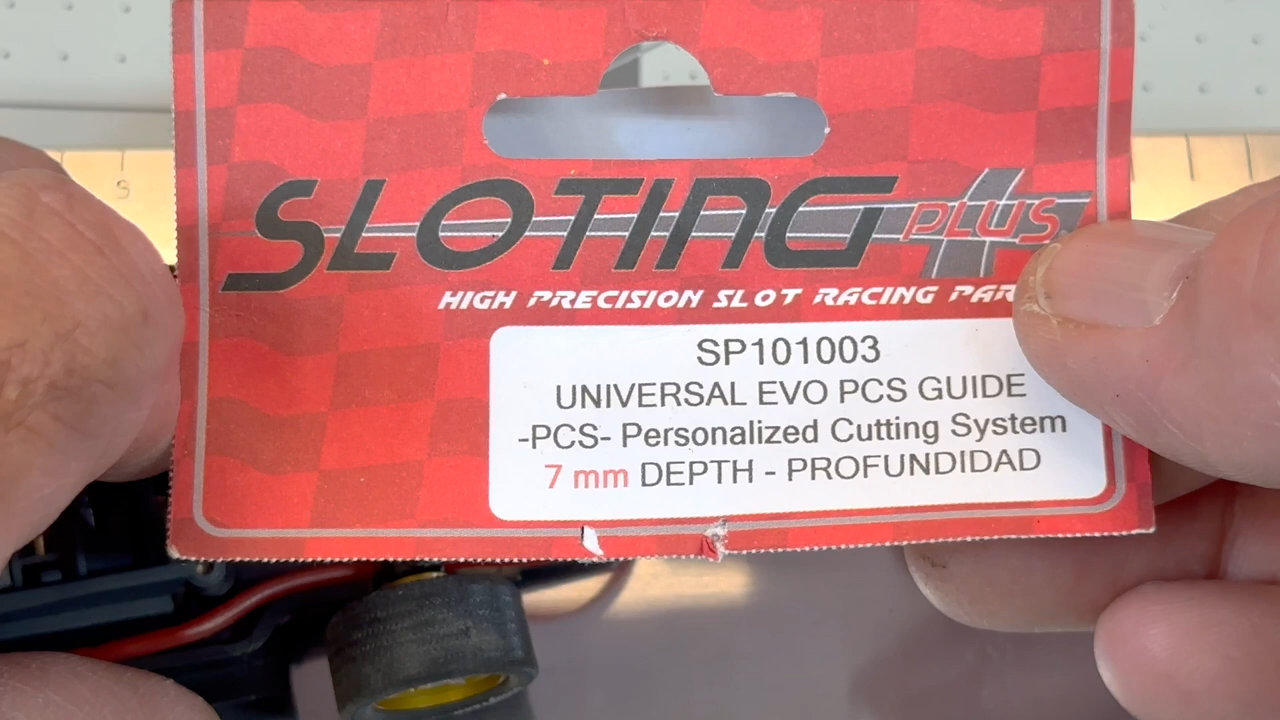 SLOTING PLUS
HIGH PRECISION SLOT RACING
SP101003
UNIVERSAL EVO PCS GUIDE
-PCS- Personalized Cutting System
7 mm DEPTH - PROFUNDIDAD